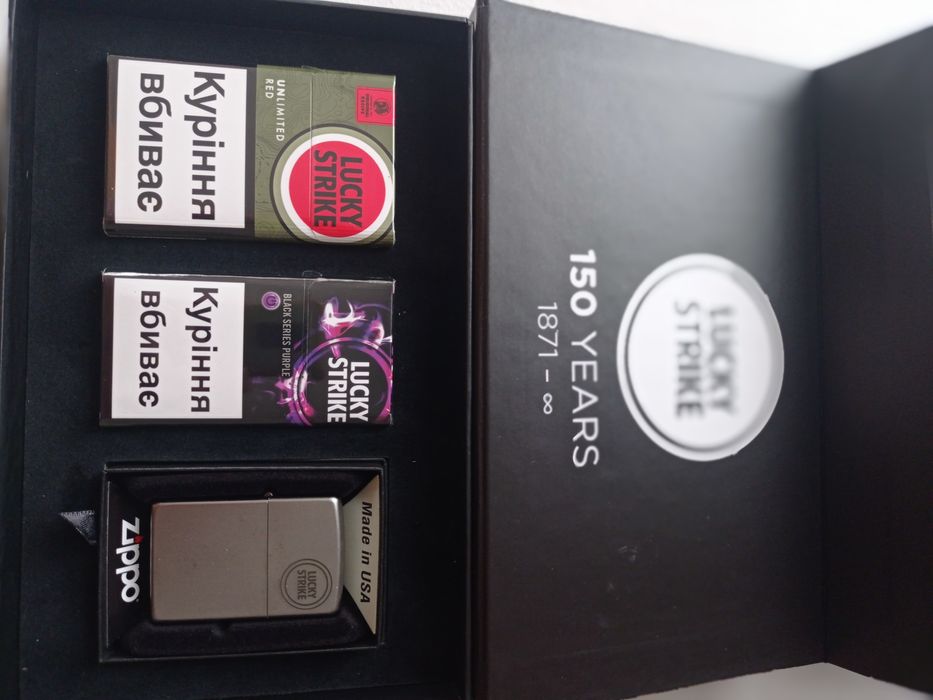 Куріння
вбиває
UNLIMITED
RED
LUCKY
STRIKE
Куріння
вбиває
BLACK SERIES PURPLE
LUCKY
STRIKE
Zippo
LUCKY
STRIKE
Made in USA
LUCKY
STRIKE
150 YEARS
1871 - ∞